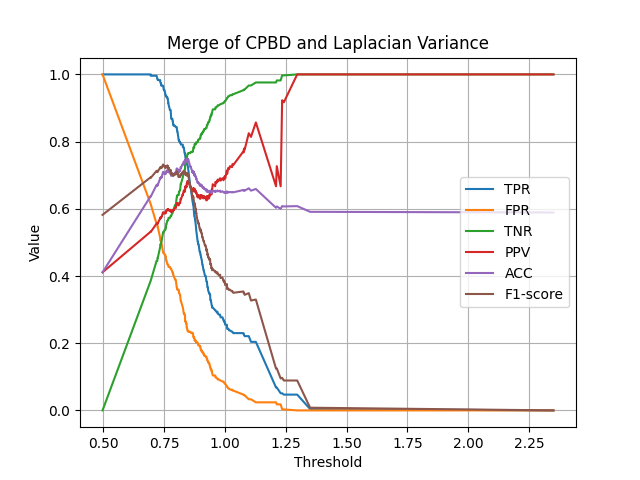 Merge of CPBD and Laplacian Variance
1.0
0.8
0.6
0.4
0.2
0.0
Value
TPR
FPR
TNR
PPV
ACC
F1-score
0.50 0.75 1.00 1.25 1.50 1.75 2.00 2.25
Threshold